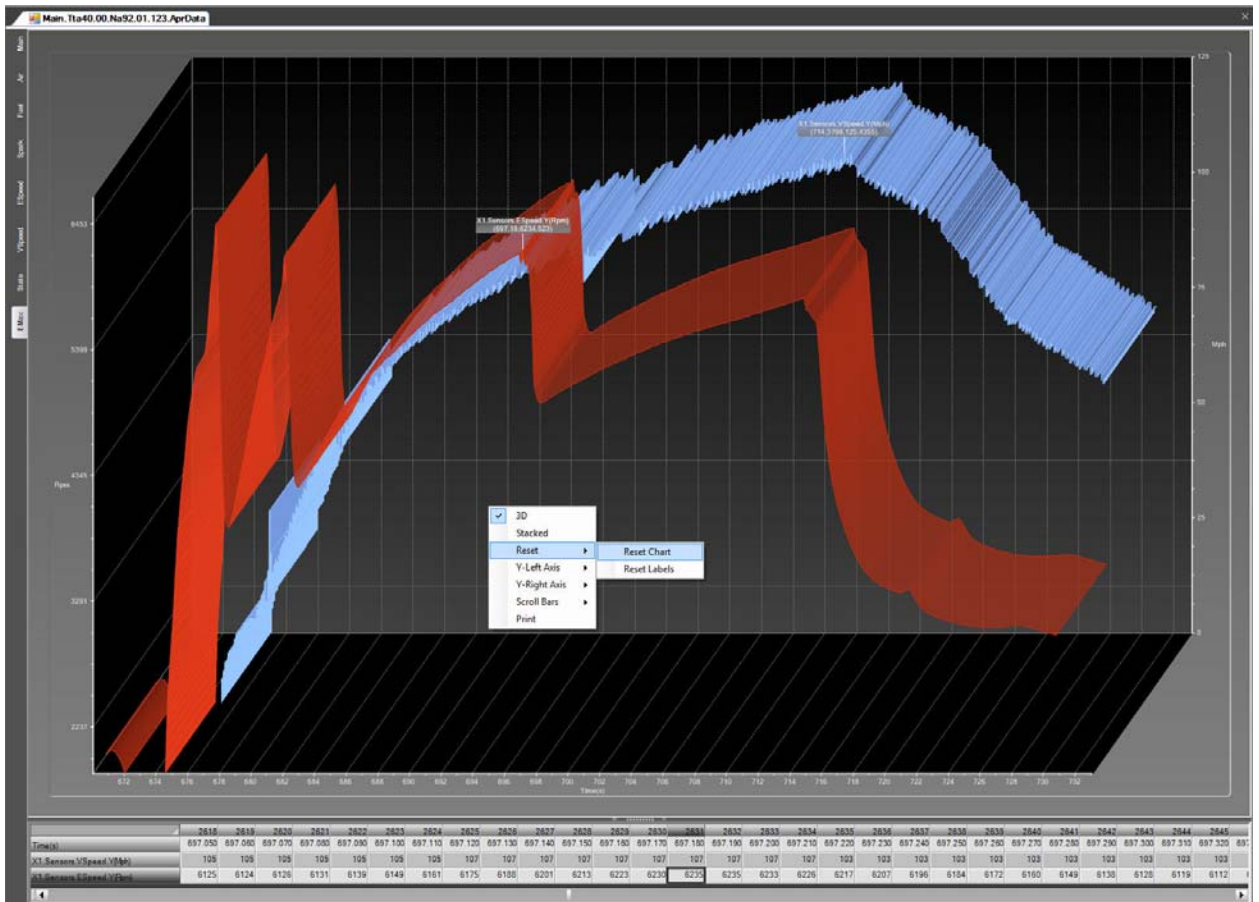 Main.Tta40.00.Na92.01.123.AprData
Main
Air
Fuel
Spark
ESpeed
VSpeed
Stats
125
100
75
50
25
0
Mph
6453
5399
4345
3291
2237
Rpm
X1.Sensors.VSpeed.Y(Mph)
X1.Sensors.ESpeed.Y(Rpm)
3D
Stacked
Reset
Y-Left Axis
Y-Right Axis
Scroll Bars
Print
Reset Chart
Reset Labels
672 674 676 678 680 682 684 686 688 690 692 694 696 698 700 702 704 706 708 710 712 714 716 718 720 722 724 726 728 730 732
Time(s)
2618 2619 2620 2621 2622 2623 2624 2625 2626 2627 2628 2629 2630 2631 2632 2633 2634 2635 2636 2637 2638 2639 2640 2641 2642 2643 2644 2645
Time(s) 697.050 697.060 697.070 697.080 697.090 697.100 697.110 697.120 697.130 697.140 697.150 697.160 697.170 697.180 697.190 697.200 697.210 697.220 697.230 697.240 697.250 697.260 697.270 697.280 697.290 697.300 697.310 697.320
X1.Sensors.VSpeed.Y(Mph) 105 105 105 105 105 105 105 107 107 107 107 107 107 107 107 107 107 103 103 103 103 103 103 103 103 103 103
X1.Sensors.ESpeed.Y(Rpm) 6125 6124 6126 6131 6139 6149 6161 6175 6188 6201 6213 6223 6230 6235 6235 6233 6226 6217 6207 6196 6184 6172 6160 6149 6138 6128 6119 6112